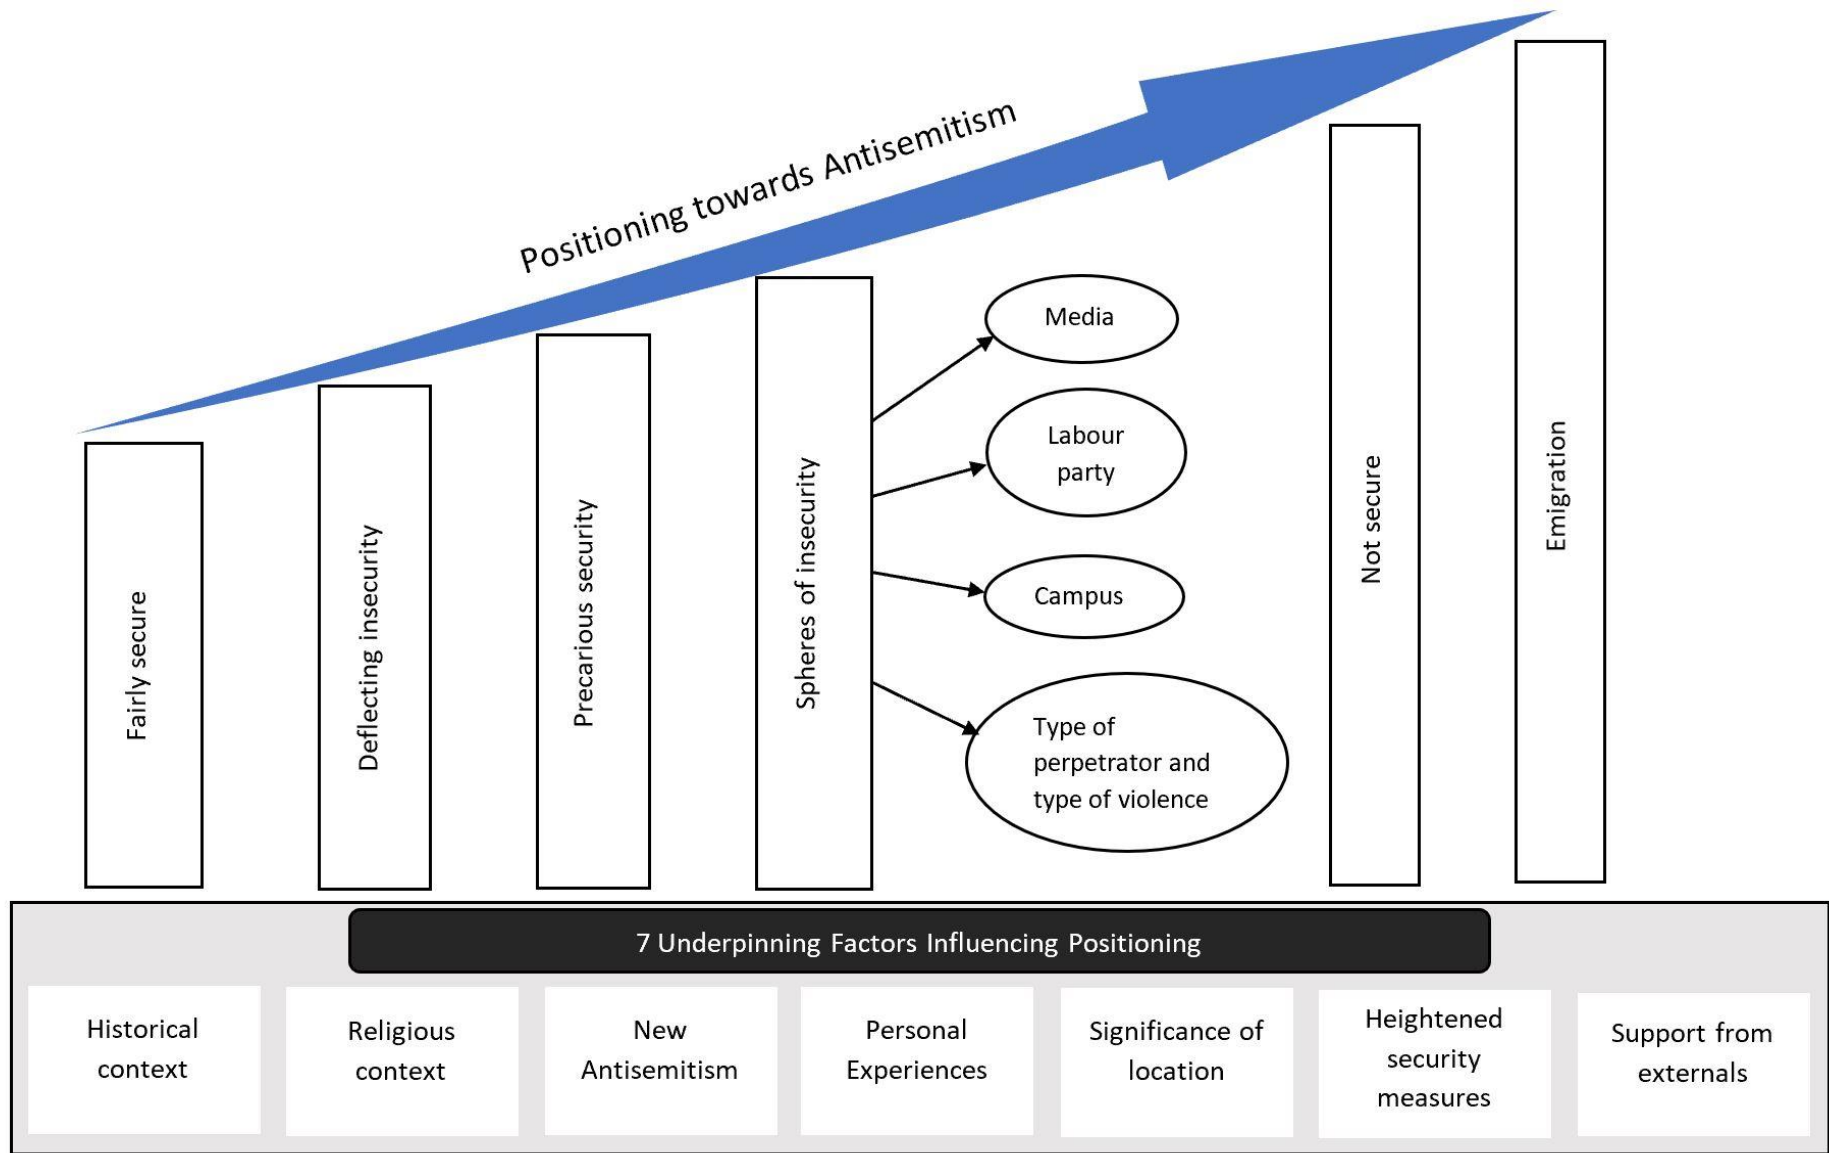 Positioning towards Antisemitism
Fairly secure
Deflecting insecurity
Precarious security
Spheres of insecurity
Media
Labour
party
Campus
Type of
perpetrator and
type of violence
Not secure
Emigration
7 Underpinning Factors Influencing Positioning
Historical
context
Religious
context
New
Antisemitism
Personal
Experiences
Significance of
location
Heightened
security
measures
Support from
externals